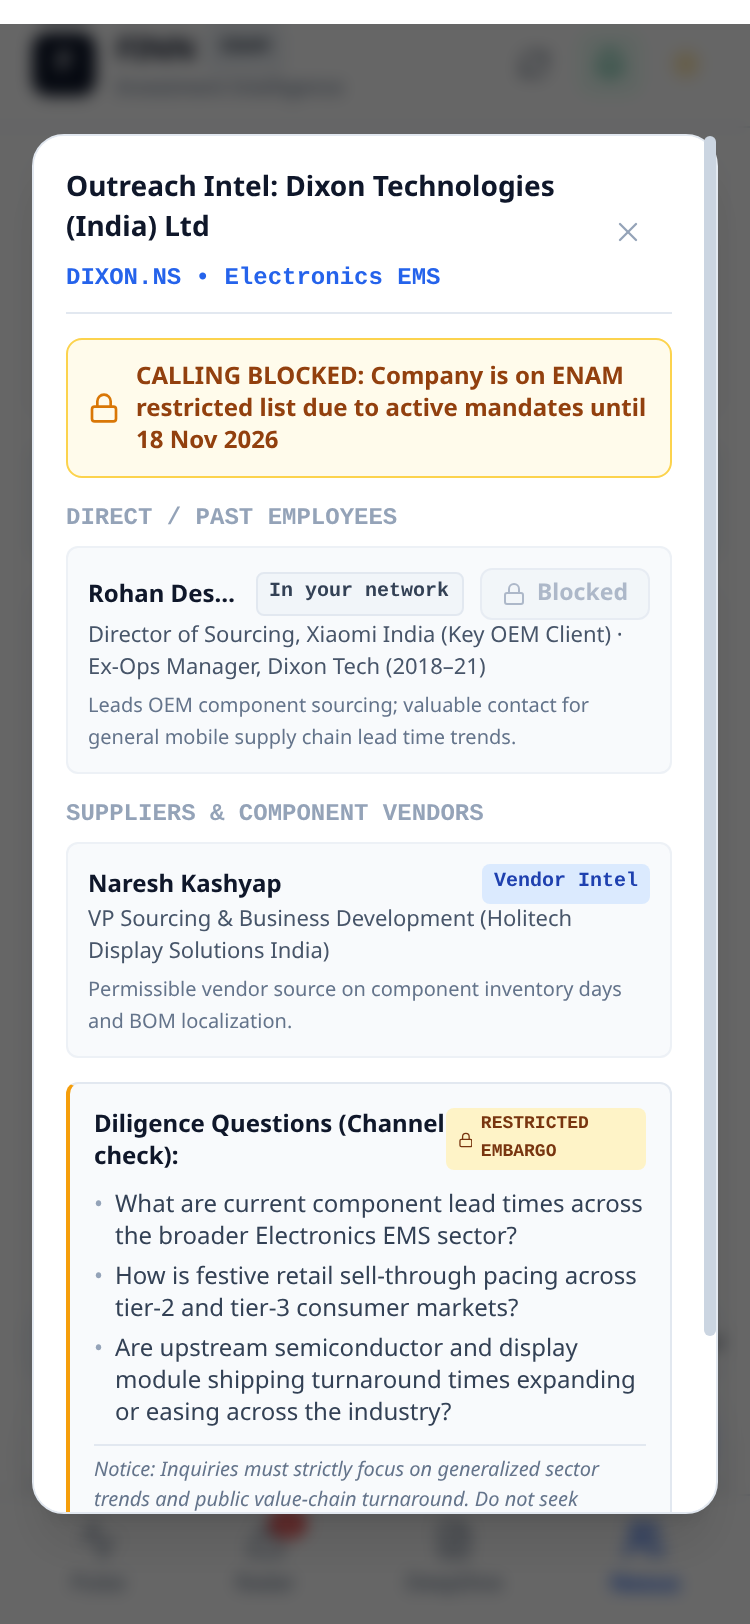 Outreach Intel: Dixon Technologies
(India) Ltd
DIXON.NS • Electronics EMS
CALLING BLOCKED: Company is on ENAM
restricted list due to active mandates until
18 Nov 2026
DIRECT / PAST EMPLOYEES
Rohan Des... In your network Blocked
Director of Sourcing, Xiaomi India (Key OEM Client) ·
Ex-Ops Manager, Dixon Tech (2018–21)
Leads OEM component sourcing; valuable contact for
general mobile supply chain lead time trends.
SUPPLIERS & COMPONENT VENDORS
Naresh Kashyap Vendor Intel
VP Sourcing & Business Development (Holitech
Display Solutions India)
Permissible vendor source on component inventory days
and BOM localization.
Diligence Questions (Channel
check):
RESTRICTED
EMBARGO
• What are current component lead times across
the broader Electronics EMS sector?
• How is festive retail sell-through pacing across
tier-2 and tier-3 consumer markets?
• Are upstream semiconductor and display
module shipping turnaround times expanding
or easing across the industry?
Notice: Inquiries must strictly focus on generalized sector
trends and public value-chain turnaround. Do not seek